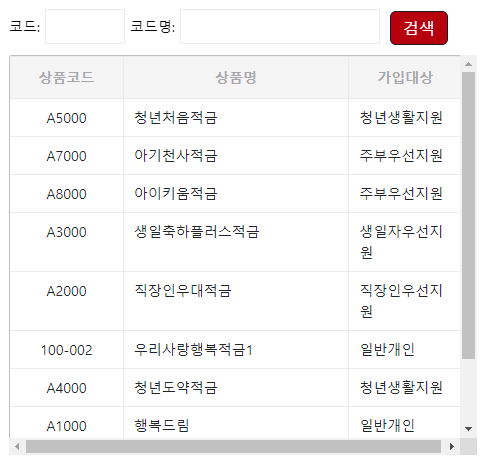 코드: 코드명: 검색
상품코드 상품명 가입대상
A5000 청년처음적금 청년생활지원
A7000 아기천사적금 주부우선지원
A8000 아이키움적금 주부우선지원
A3000 생일축하플러스적금 생일자우선지
원
A2000 직장인우대적금 직장인우선지
원
100-002 우리사랑행복적금1 일반개인
A4000 청년도약적금 청년생활지원
A1000 행복드림 일반개인